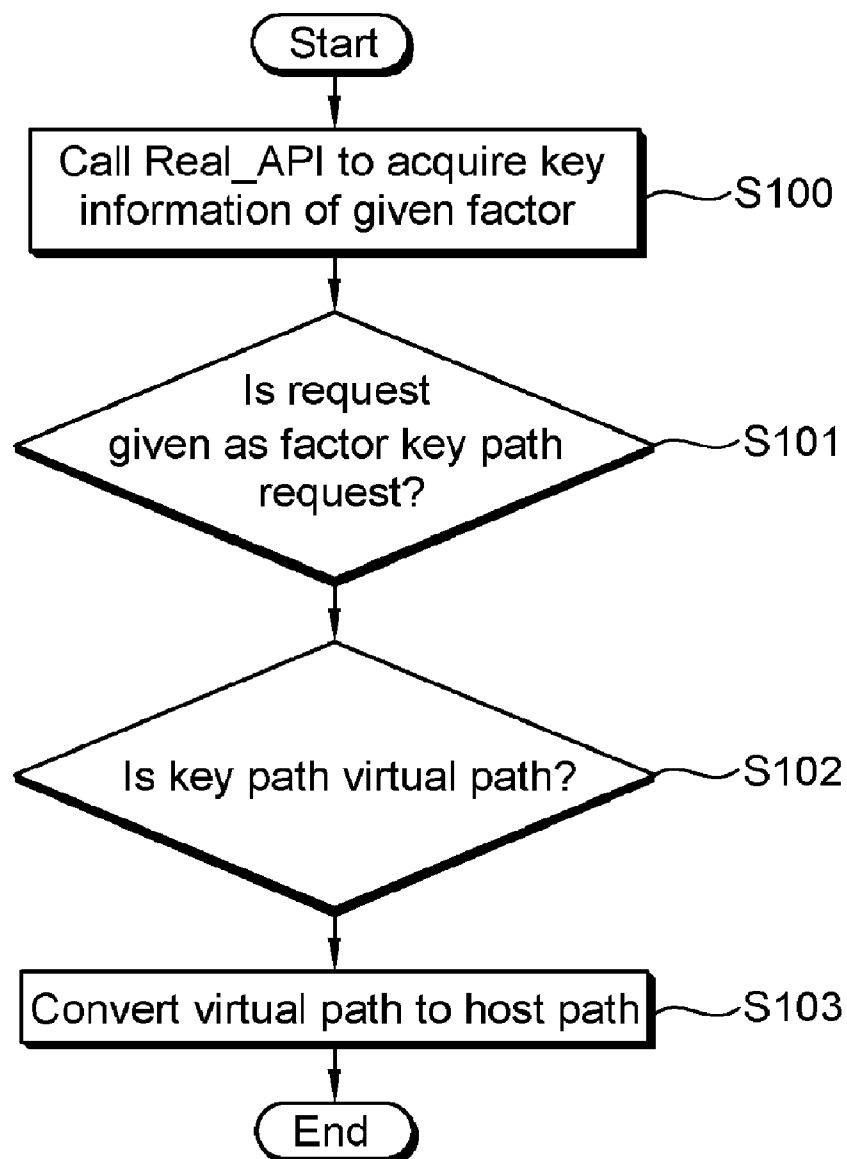 Start
Call Real_API to acquire key
information of given factor
S100
Is request
given as factor key path
request?
S101
Is key path virtual path?
S102
Convert virtual path to host path
S103
End